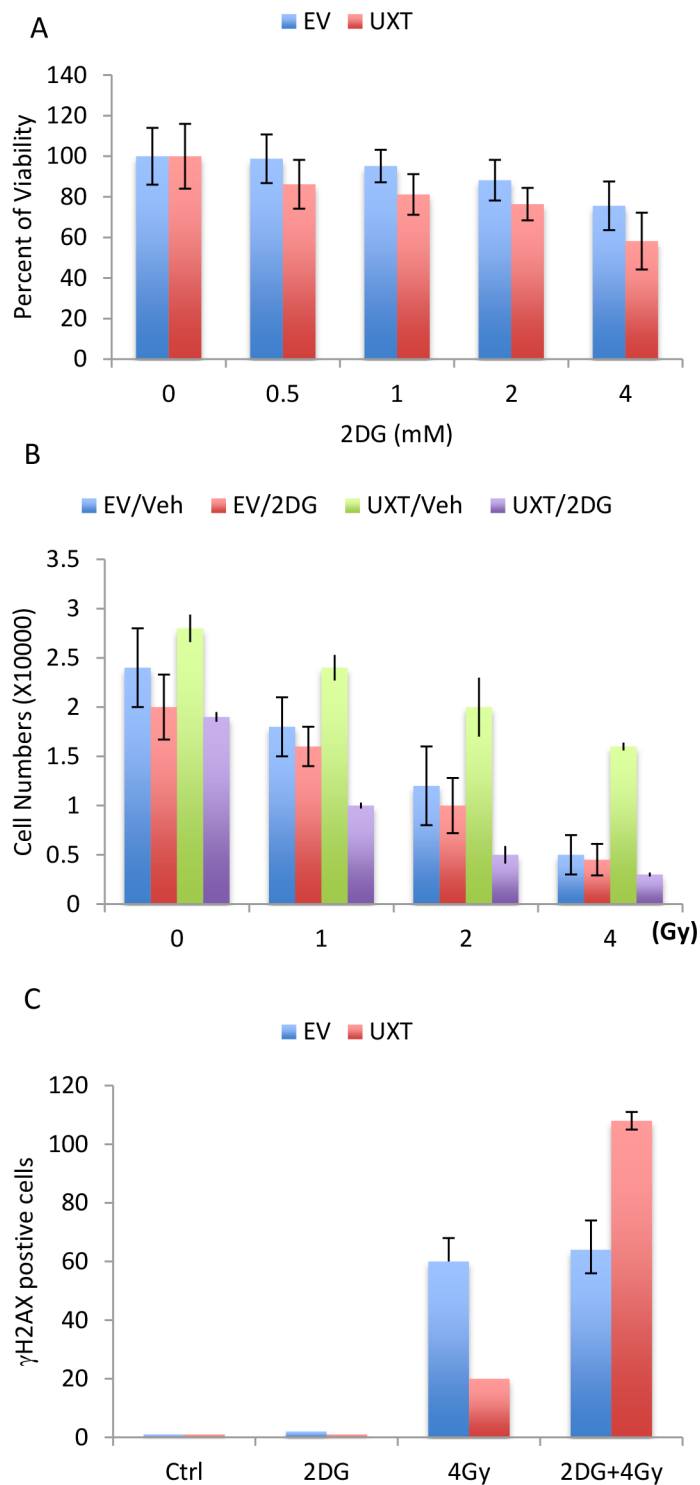 A
EV UXT
140
120
100
80
60
40
20
0
Percent of Viability
0 0.5 1 2 4
2DG (mM)
B
EV/Veh EV/2DG UXT/Veh UXT/2DG
3.5
3
2.5
2
1.5
1
0.5
0
Cell Numbers (X10000)
0 1 2 4 (Gy)
C
EV UXT
120
100
80
60
40
20
0
γH2AX postive cells
Ctrl 2DG 4Gy 2DG+4Gy